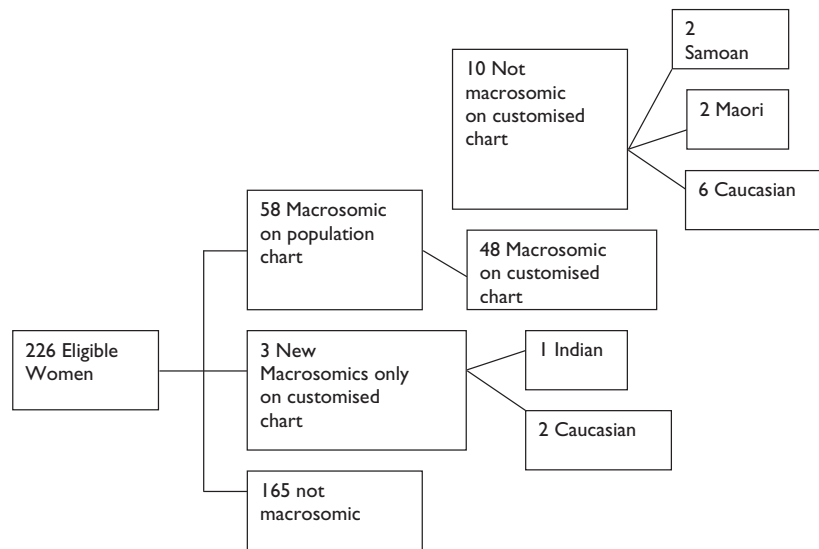 2
Samoan
10 Not
macrosomic
on customised
chart
2 Maori
6 Caucasian
58 Macrosomic
on population
chart
48 Macrosomic
on customised
chart
226 Eligible
Women
3 New
Macrosomics only
on customised
chart
1 Indian
2 Caucasian
165 not
macrosomic